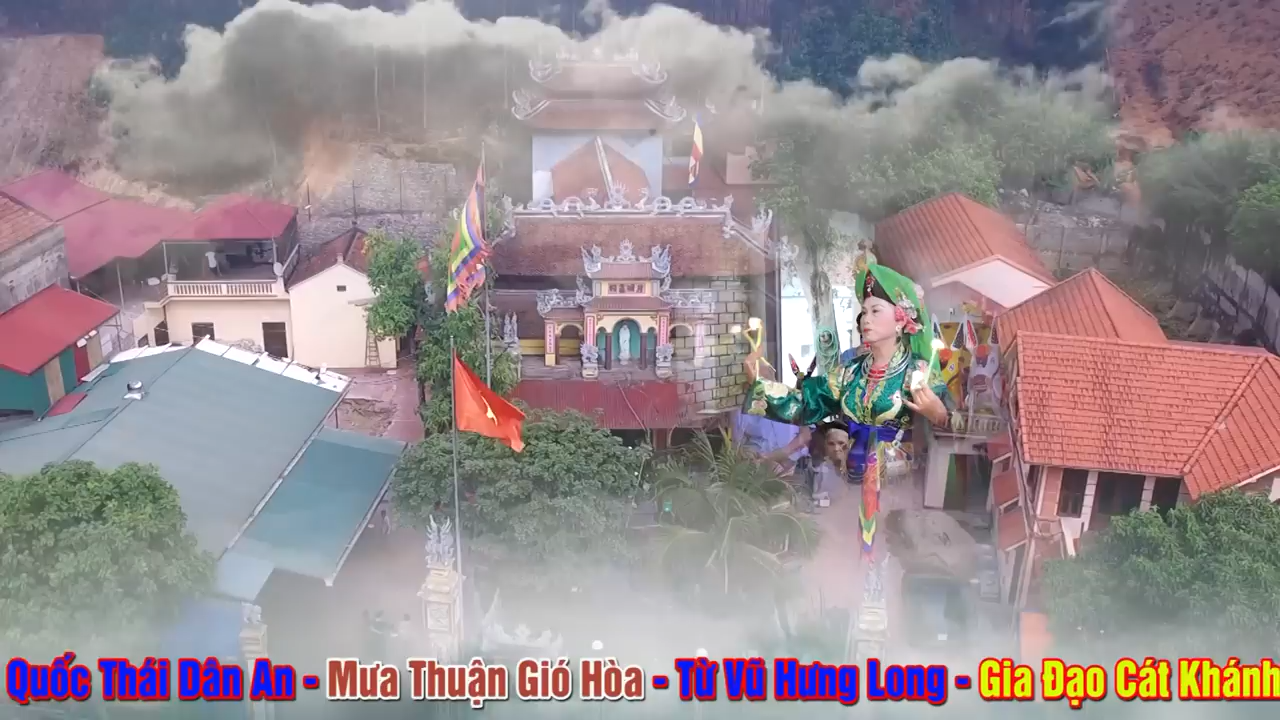 Quốc Thái Dân An - Mưa Thuận Gió Hòa - Từ Vũ Hưng Long - Gia Đạo Cát Khánh